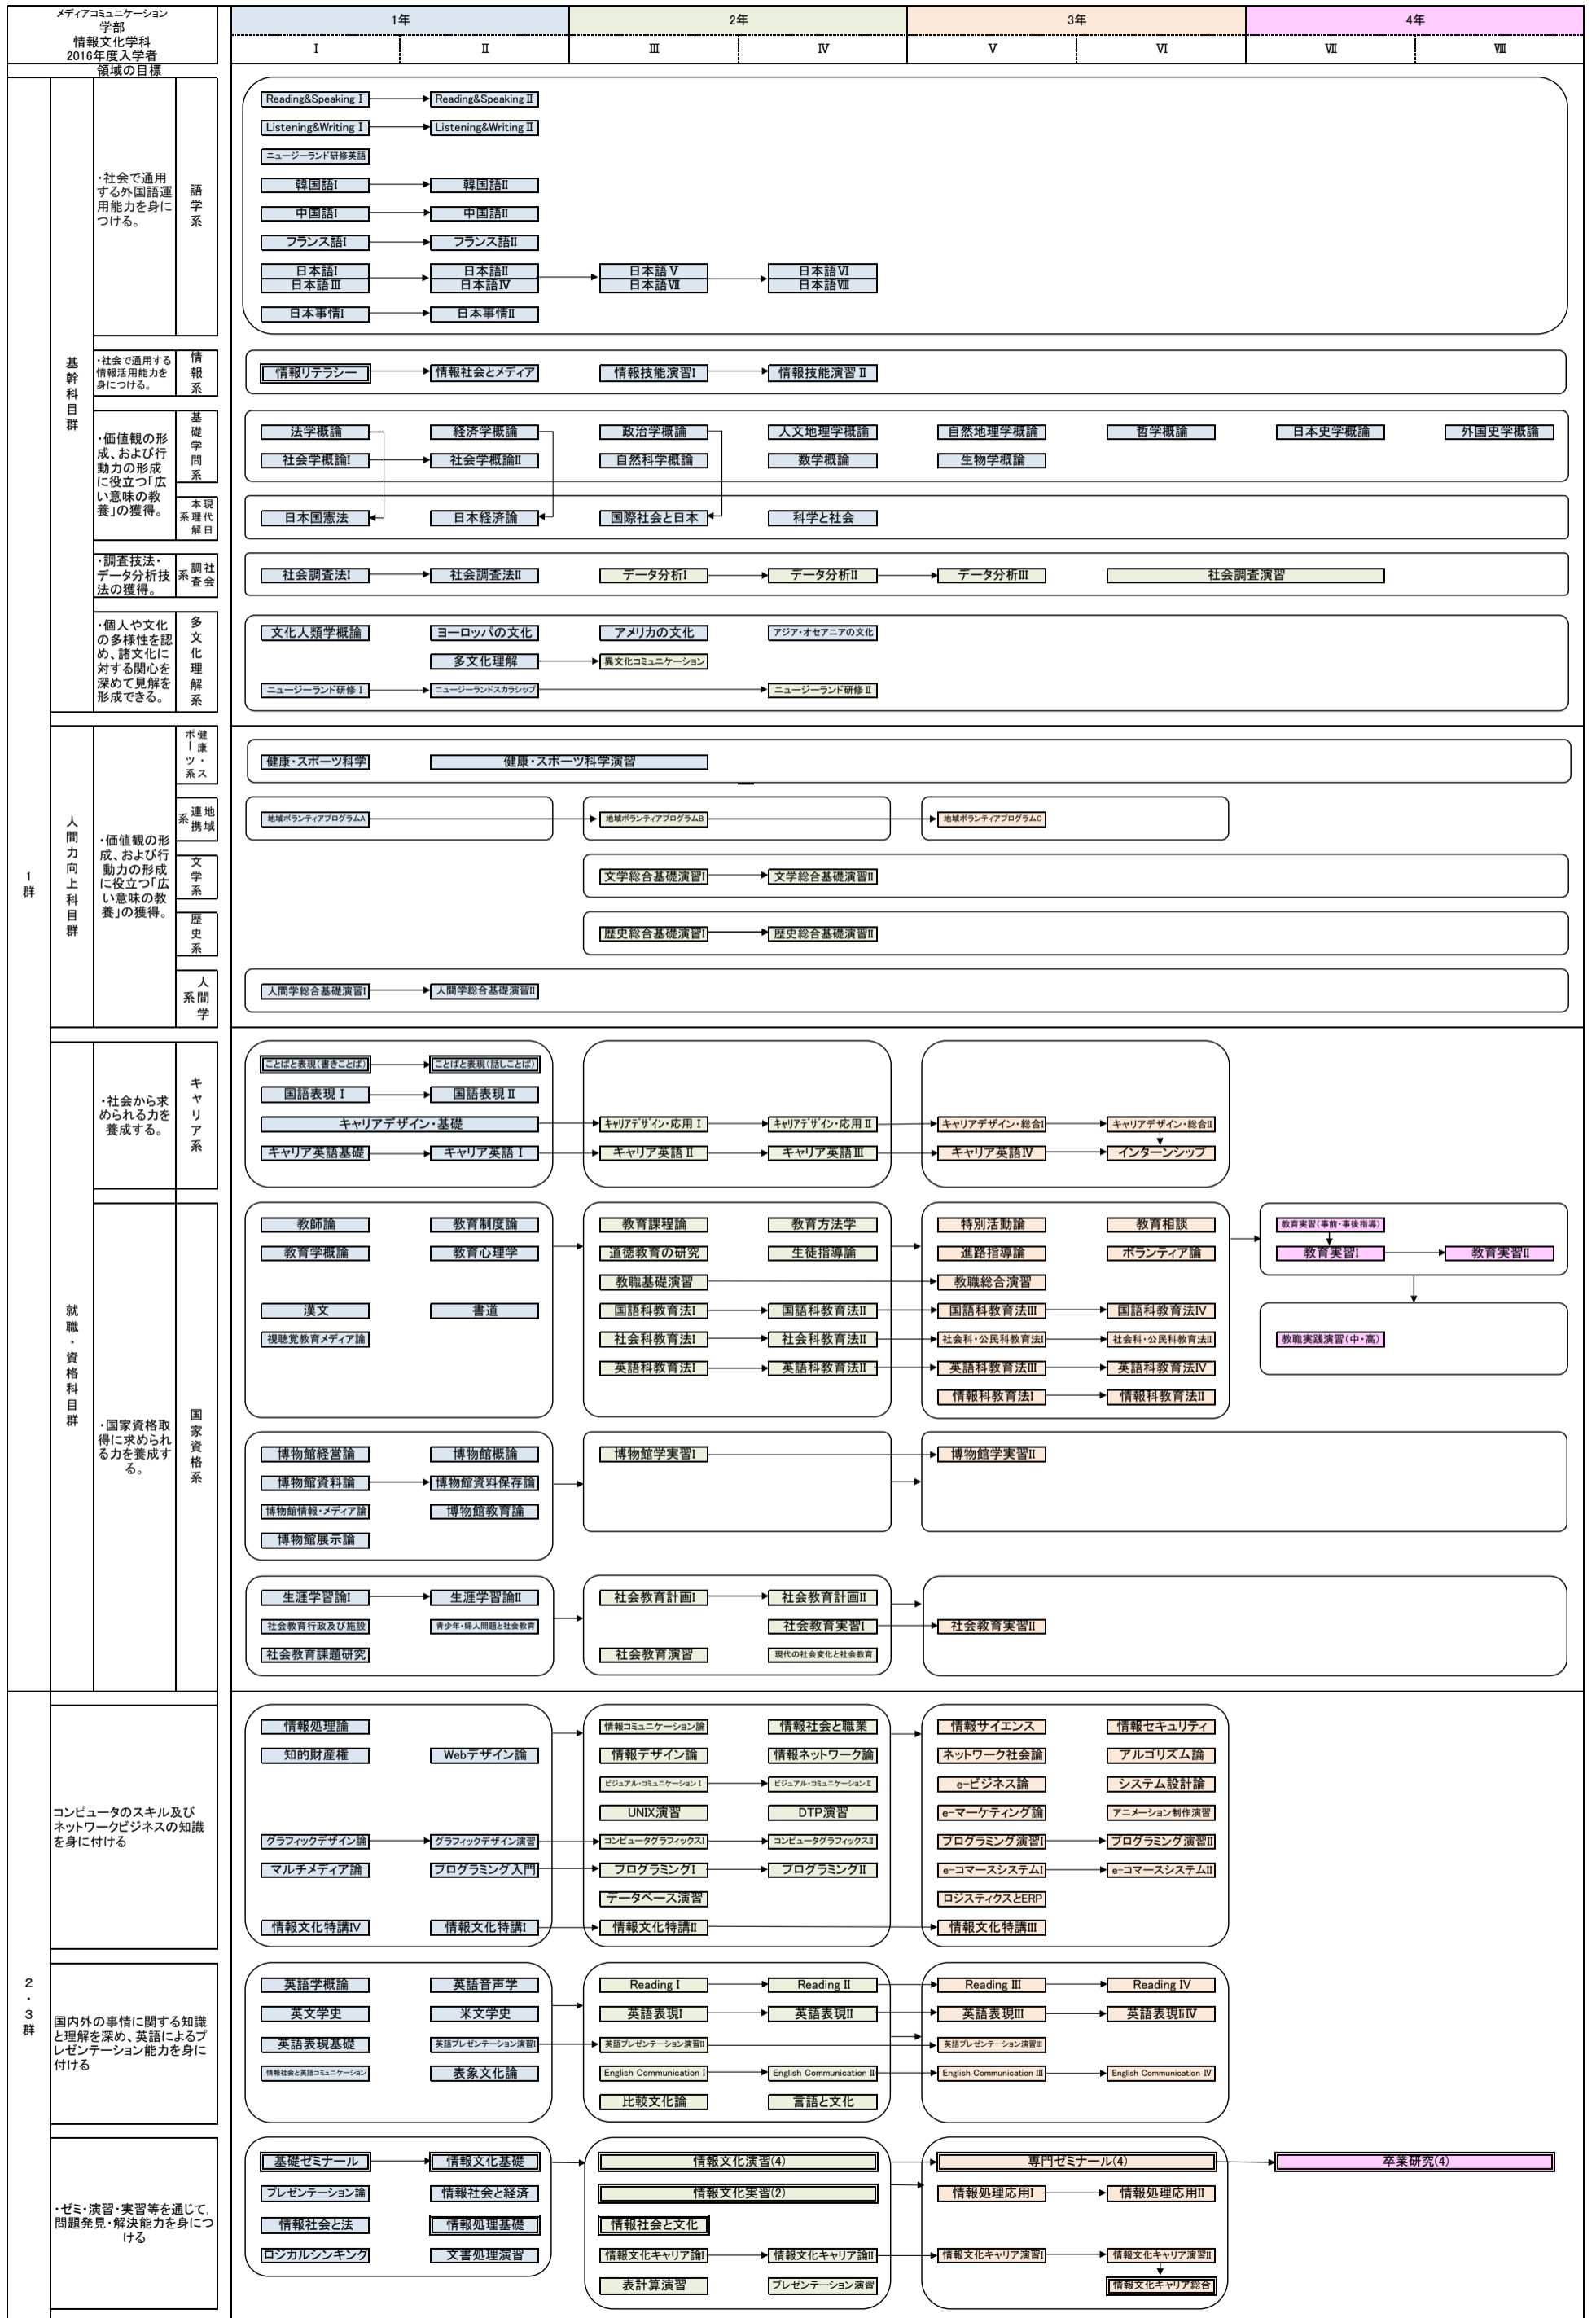 メディアコミュニケーション
学部
情報文化学科
2016年度入学者
領域の目標
1年
2年
3年
4年
Ⅰ
Ⅱ
Ⅲ
Ⅳ
Ⅴ
Ⅵ
Ⅶ
Ⅷ
1群
基幹科目群
・社会で通用
する外国語運
用能力を身に
つける。
語学系
Reading&Speaking Ⅰ
Reading&Speaking Ⅱ
Listening&Writing Ⅰ
Listening&Writing Ⅱ
ニュージーランド研修英語
韓国語I
韓国語II
中国語I
中国語II
フランス語I
フランス語II
日本語I
日本語II
日本語Ⅴ
日本語Ⅵ
日本語Ⅲ
日本語Ⅳ
日本語Ⅶ
日本語Ⅷ
日本事情I
日本事情II
・社会で通用する
情報活用能力を
身につける。
情報系
情報リテラシー
情報社会とメディア
情報技能演習I
情報技能演習Ⅱ
・価値観の形
成、および行
動力の形成
に役立つ「広
い意味の教
養」の獲得。
基礎学問系
法学概論
経済学概論
政治学概論
人文地理学概論
自然地理学概論
哲学概論
日本史学概論
外国史学概論
社会学概論I
社会学概論II
自然科学概論
数学概論
生物学概論
現代日
本理解
系
日本国憲法
日本経済論
国際社会と日本
科学と社会
・調査技法・
データ分析技
法の獲得。
社会
調査
系
社会調査法I
社会調査法II
データ分析I
データ分析II
データ分析III
社会調査演習
・個人や文化
の多様性を認
め、諸文化に
対する関心を
深めて見解を
形成できる。
多文化理解系
文化人類学概論
ヨーロッパの文化
アメリカの文化
アジア・オセアニアの文化
多文化理解
異文化コミュニケーション
ニュージーランド研修Ⅰ
ニュージーランドスカラシップ
ニュージーランド研修Ⅱ
人間力向上科目群
・価値観の形
成、および行
動力の形成
に役立つ「広
い意味の教
養」の獲得。
健康・ス
ポーツ系
健康・スポーツ科学
健康・スポーツ科学演習
地域
連携
系
地域ボランティアプログラムA
地域ボランティアプログラムB
地域ボランティアプログラムC
文学系
文学総合基礎演習I
文学総合基礎演習II
歴史系
歴史総合基礎演習I
歴史総合基礎演習II
人間学
系
人間学総合基礎演習I
人間学総合基礎演習II
就職・資格科目群
・社会から求
められる力を
養成する。
キャリア系
ことばと表現(書きことば)
ことばと表現(話しことば)
国語表現Ⅰ
国語表現Ⅱ
キャリアデザイン・基礎
キャリアデザイン・応用Ⅰ
キャリアデザイン・応用Ⅱ
キャリアデザイン・総合I
キャリアデザイン・総合II
キャリア英語基礎
キャリア英語Ⅰ
キャリア英語Ⅱ
キャリア英語Ⅲ
キャリア英語IV
インターンシップ
・国家資格取
得に求められ
る力を養成す
る。
国家資格系
教師論
教育制度論
教育課程論
教育方法学
特別活動論
教育相談
教育実習(事前・事後指導)
教育学概論
教育心理学
道徳教育の研究
生徒指導論
進路指導論
ボランティア論
教育実習I
教育実習II
教職基礎演習
教職総合演習
漢文
書道
国語科教育法I
国語科教育法II
国語科教育法III
国語科教育法IV
視聴覚教育メディア論
社会科教育法I
社会科教育法II
社会科・公民科教育法I
社会科・公民科教育法II
教職実践演習(中・高)
英語科教育法I
英語科教育法II
英語科教育法III
英語科教育法IV
情報科教育法I
情報科教育法II
博物館経営論
博物館概論
博物館学実習I
博物館学実習II
博物館資料論
博物館資料保存論
博物館情報・メディア論
博物館教育論
博物館展示論
生涯学習論I
生涯学習論II
社会教育計画I
社会教育計画II
社会教育行政及び施設
青少年・婦人問題と社会教育
社会教育実習I
社会教育実習II
社会教育課題研究
社会教育演習
現代の社会変化と社会教育
2・3群
コンピュータのスキル及び
ネットワークビジネスの知識
を身に付ける
情報処理論
情報コミュニケーション論
情報社会と職業
情報サイエンス
情報セキュリティ
知的財産権
Webデザイン論
情報デザイン論
情報ネットワーク論
ネットワーク社会論
アルゴリズム論
ビジュアル・コミュニケーションⅠ
ビジュアル・コミュニケーションⅡ
e-ビジネス論
システム設計論
UNIX演習
DTP演習
e-マーケティング論
アニメーション制作演習
グラフィックデザイン論
グラフィックデザイン演習
コンピュータグラフィックスI
コンピュータグラフィックスII
プログラミング演習I
プログラミング演習II
マルチメディア論
プログラミング入門
プログラミングI
プログラミングII
e-コマースシステムI
e-コマースシステムII
データベース演習
ロジスティクスとERP
情報文化特講IV
情報文化特講I
情報文化特講II
情報文化特講III
国内外の事情に関する知識
と理解を深め、英語によるプ
レゼンテーション能力を身に
付ける
英語学概論
英語音声学
Reading I
Reading II
Reading III
Reading IV
英文学史
米文学史
英語表現I
英語表現II
英語表現III
英語表現IiIV
英語表現基礎
英語プレゼンテーション演習I
英語プレゼンテーション演習II
英語プレゼンテーション演習III
情報社会と英語コミュニケーション
表象文化論
English Communication I
English Communication II
English Communication III
English Communication IV
比較文化論
言語と文化
・ゼミ・演習・実習等を通じて,
問題発見・解決能力を身につ
ける
基礎ゼミナール
情報文化基礎
情報文化演習(4)
専門ゼミナール(4)
卒業研究(4)
プレゼンテーション論
情報社会と経済
情報文化実習(2)
情報処理応用I
情報処理応用II
情報社会と法
情報処理基礎
情報社会と文化
ロジカルシンキング
文書処理演習
情報文化キャリア論I
情報文化キャリア論II
情報文化キャリア演習I
情報文化キャリア演習II
表計算演習
プレゼンテーション演習
情報文化キャリア総合